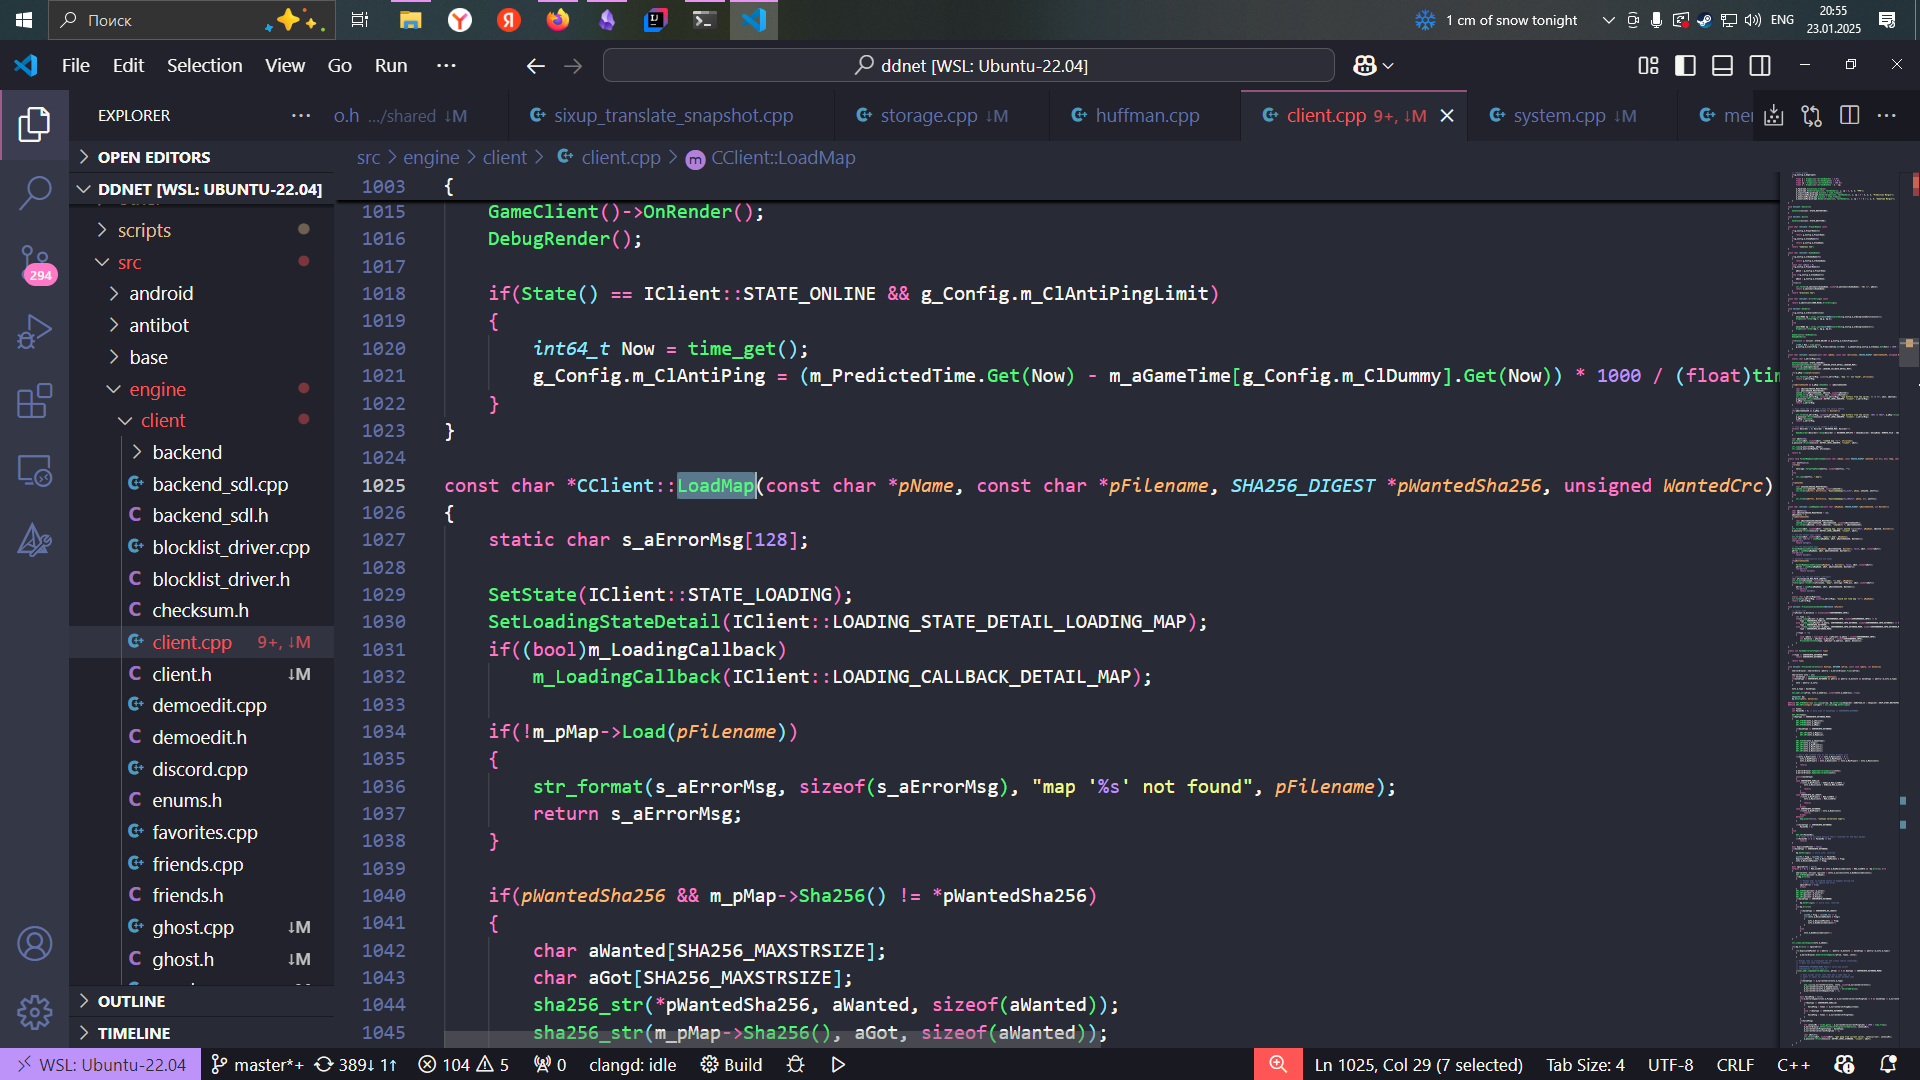 Поиск
1 cm of snow tonight
ENG
20:55
23.01.2025
File Edit Selection View Go Run ...
ddnet [WSL: Ubuntu-22.04]
EXPLORER
o.h .../shared ↓M
sixup_translate_snapshot.cpp
storage.cpp ↓M
huffman.cpp
client.cpp 9+, ↓M
system.cpp ↓M
OPEN EDITORS
DDNET [WSL: UBUNTU-22.04]
scripts
src
android
antibot
base
engine
client
backend
backend_sdl.cpp
backend_sdl.h
blocklist_driver.cpp
blocklist_driver.h
checksum.h
client.cpp 9+, ↓M
client.h ↓M
demoedit.cpp
demoedit.h
discord.cpp
enums.h
favorites.cpp
friends.cpp
friends.h
ghost.cpp ↓M
ghost.h ↓M
OUTLINE
TIMELINE
294
src > engine > client > client.cpp > CClient::LoadMap
1003 {
1015 GameClient()->OnRender();
1016 DebugRender();
1017
1018 if(State() == IClient::STATE_ONLINE && g_Config.m_ClAntiPingLimit)
1019 {
1020 int64_t Now = time_get();
1021 g_Config.m_ClAntiPing = (m_PredictedTime.Get(Now) - m_aGameTime[g_Config.m_ClDummy].Get(Now)) * 1000 / (float)tim
1022 }
1023 }
1024
1025 const char *CClient::LoadMap(const char *pName, const char *pFilename, SHA256_DIGEST *pWantedSha256, unsigned WantedCrc)
1026 {
1027 static char s_aErrorMsg[128];
1028
1029 SetState(IClient::STATE_LOADING);
1030 SetLoadingStateDetail(IClient::LOADING_STATE_DETAIL_LOADING_MAP);
1031 if((bool)m_LoadingCallback)
1032 m_LoadingCallback(IClient::LOADING_CALLBACK_DETAIL_MAP);
1033
1034 if(!m_pMap->Load(pFilename))
1035 {
1036 str_format(s_aErrorMsg, sizeof(s_aErrorMsg), "map '%s' not found", pFilename);
1037 return s_aErrorMsg;
1038 }
1039
1040 if(pWantedSha256 && m_pMap->Sha256() != *pWantedSha256)
1041 {
1042 char aWanted[SHA256_MAXSTRSIZE];
1043 char aGot[SHA256_MAXSTRSIZE];
1044 sha256_str(*pWantedSha256, aWanted, sizeof(aWanted));
1045 sha256_str(m_pMap->Sha256(), aGot, sizeof(aWanted));
WSL: Ubuntu-22.04 master*+ 389↓ 1↑ 104 5 0 clangd: idle Build
Ln 1025, Col 29 (7 selected) Tab Size: 4 UTF-8 CRLF C++